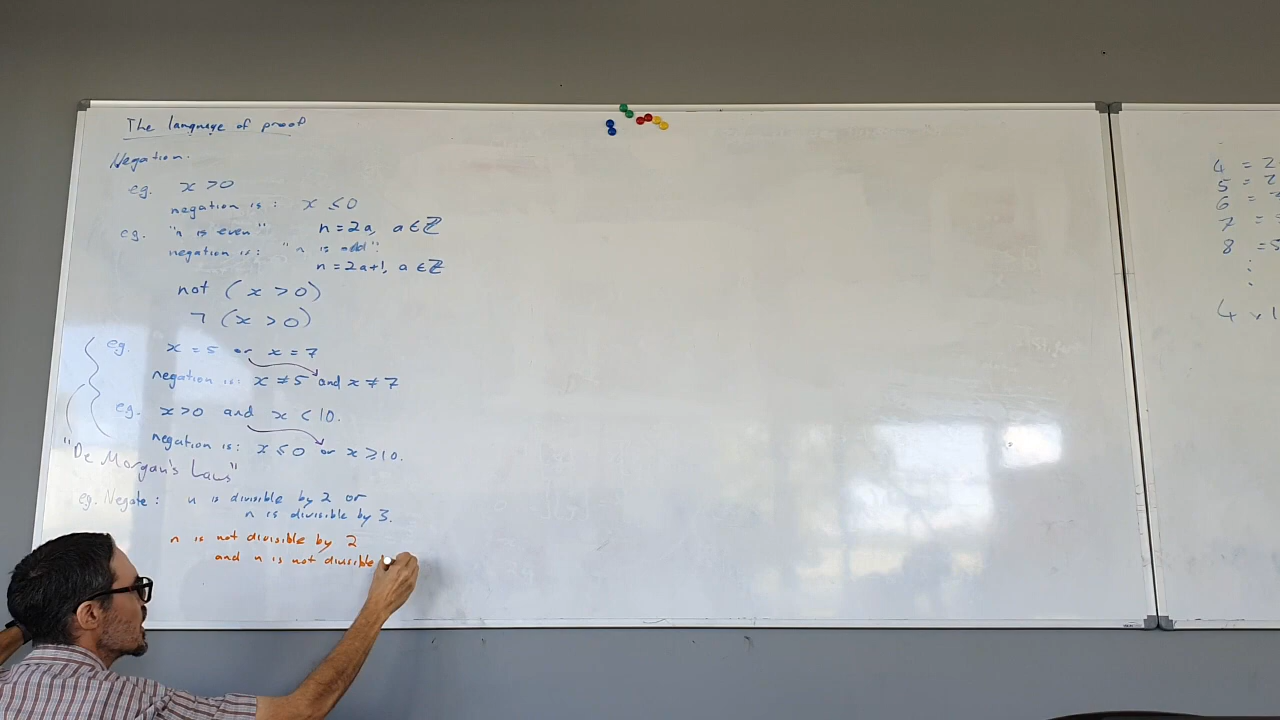 The language of proof
Negation.
eg. x > 0
negation is: x ≤ 0
eg. "n is even" n = 2a, a ∈ ℤ
negation is: "n is odd".
n = 2a+1, a ∈ ℤ
not (x > 0)
¬ (x > 0)
eg. x = 5 or x = 7
negation is: x ≠ 5 and x ≠ 7
eg. x > 0 and x < 10.
negation is: x ≤ 0 or x ≥ 10.
"De Morgan's Laws"
eg. Negate: n is divisible by 2 or
n is divisible by 3.
n is not divisible by 2
and n is not divisible
4 = 2
5 = 2
6 =
7 =
8 = 5
⋮
4